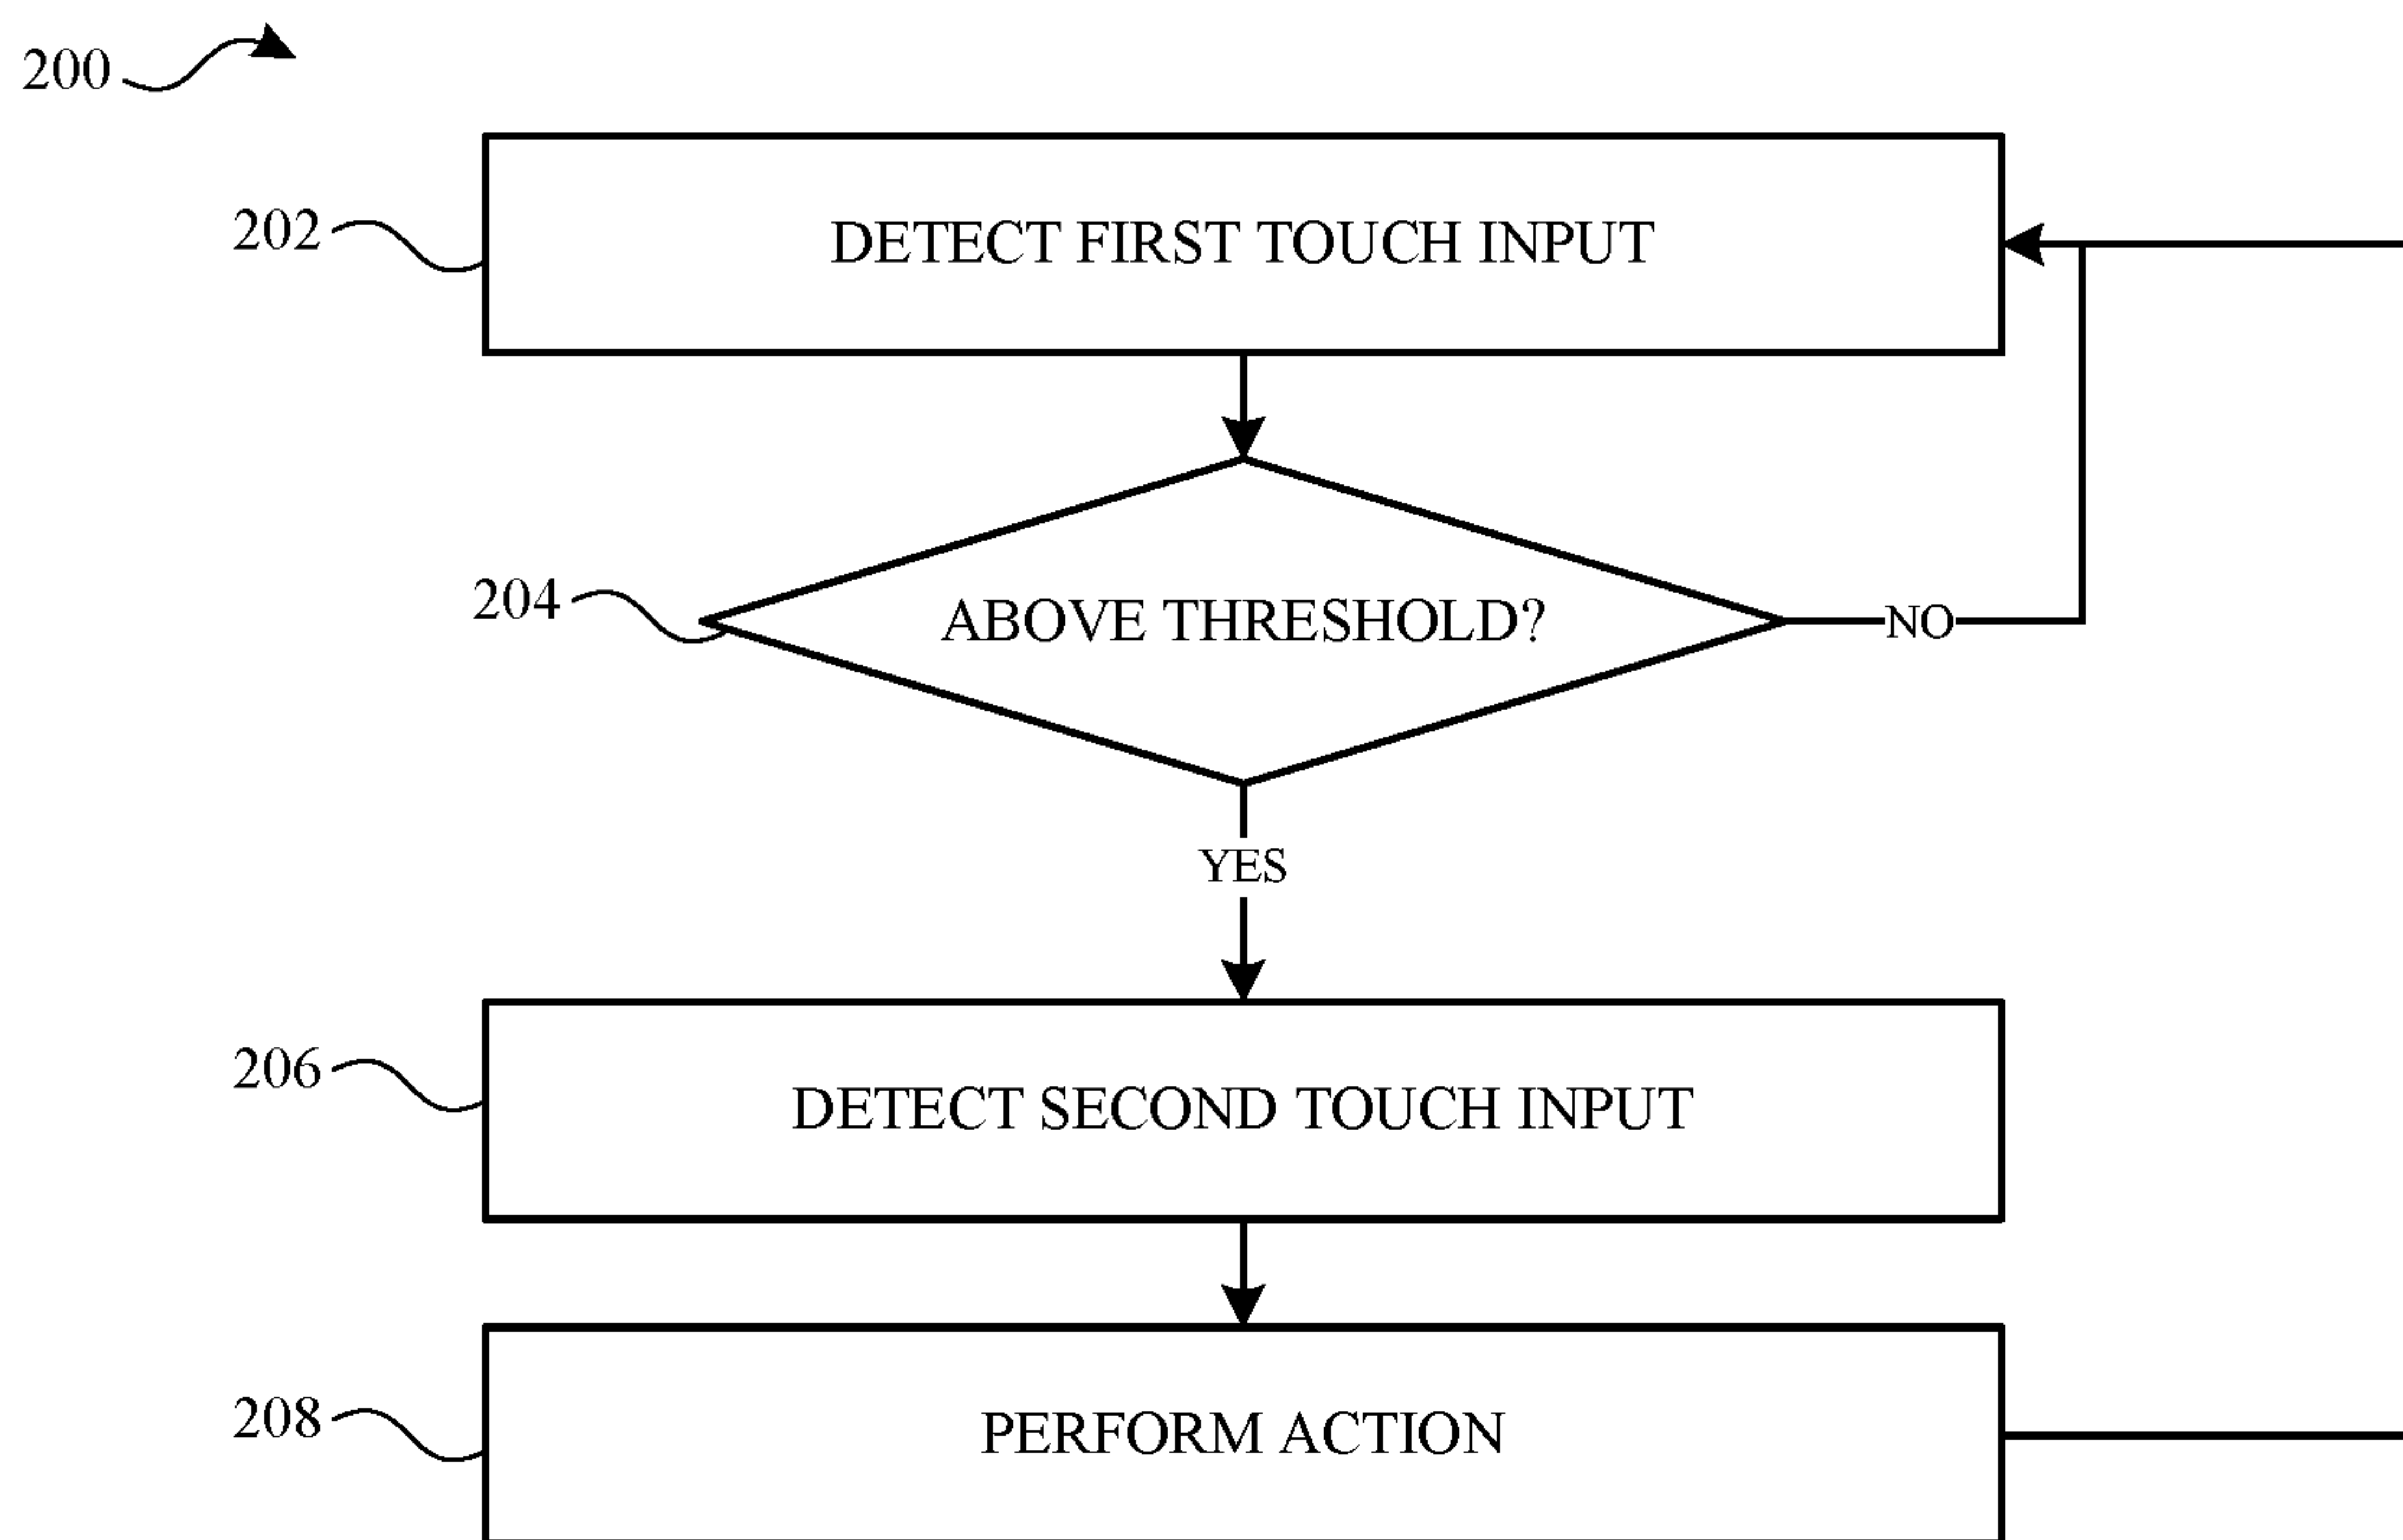 200
202
DETECT FIRST TOUCH INPUT
204
ABOVE THRESHOLD?
NO
YES
206
DETECT SECOND TOUCH INPUT
208
PERFORM ACTION